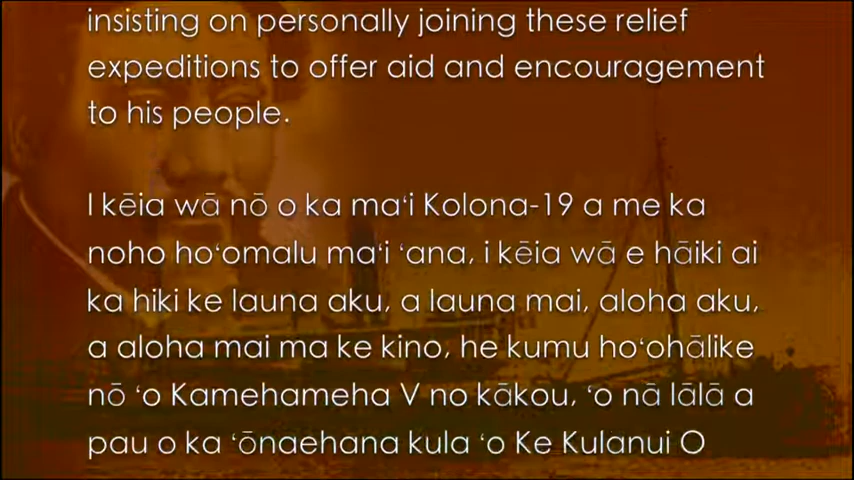 insisting on personally joining these relief
expeditions to offer aid and encouragement
to his people.
I kēia wā nō o ka maʻi Kolona-19 a me ka
noho hoʻomalu maʻi ʻana, i kēia wā e hāiki ai
ka hiki ke launa aku, a launa mai, aloha aku,
a aloha mai ma ke kino, he kumu hoʻohālike
nō ʻo Kamehameha V no kākou, ʻo nā lālā a
pau o ka ʻōnaehana kula ʻo Ke Kulanui O